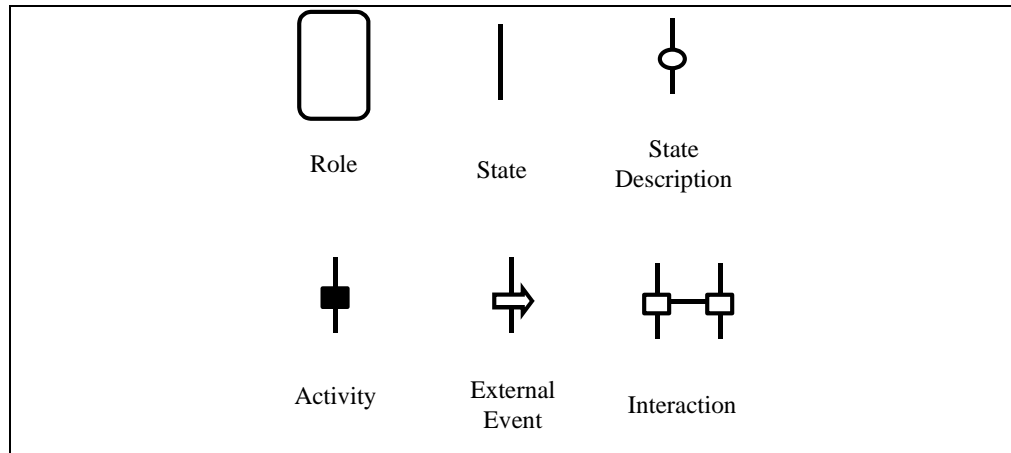 Role
State
State
Description
Activity
External
Event
Interaction